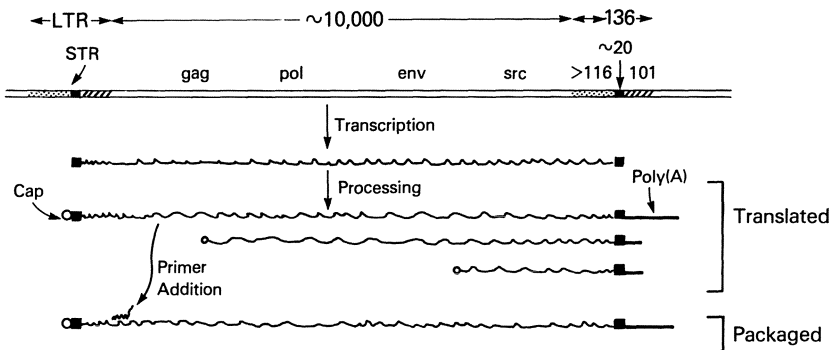 LTR ~10,000 136
STR ~20
gag pol env src >116 101
Transcription
Processing
Cap Poly(A)
Translated
Primer
Addition
Packaged